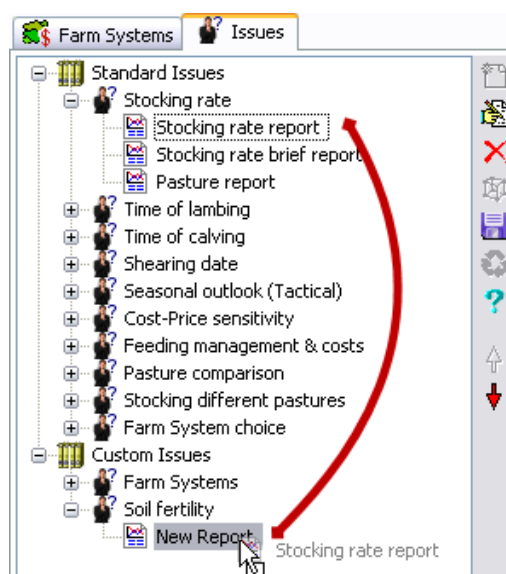 Farm Systems
Issues
Standard Issues
Stocking rate
Stocking rate report
Stocking rate brief report
Pasture report
Time of lambing
Time of calving
Shearing date
Seasonal outlook (Tactical)
Cost-Price sensitivity
Feeding management & costs
Pasture comparison
Stocking different pastures
Farm System choice
Custom Issues
Farm Systems
Soil fertility
New Report
Stocking rate report